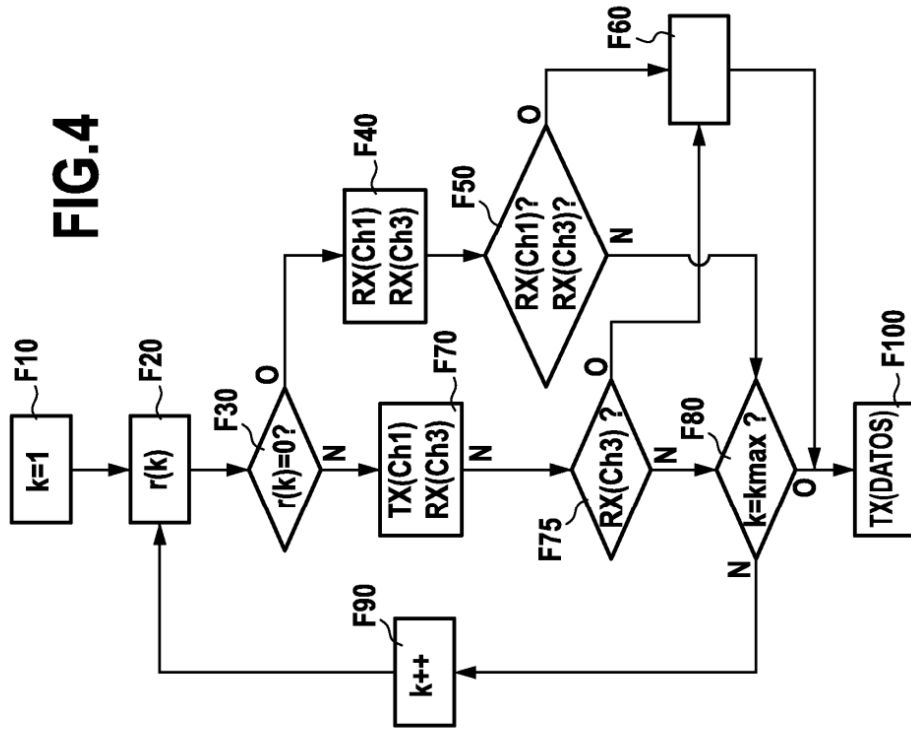 FIG.4
F10
k=1
F20
r(k)
F30
r(k)=0?
O
N
F40
RX(Ch1)
RX(Ch3)
F70
TX(Ch1)
RX(Ch3)
N
F50
RX(Ch1)?
RX(Ch3)?
O
N
F60
F75
RX(Ch3) ?
O
N
F80
k=kmax ?
N
O
F90
k++
F100
TX(DATOS)